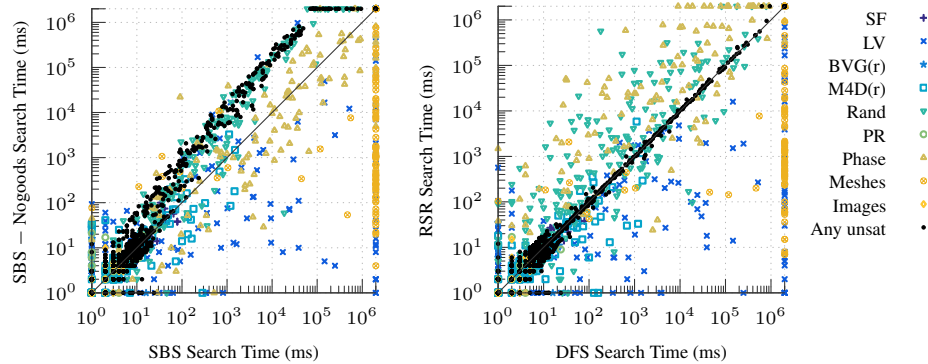 10^6
10^5
10^4
10^3
10^2
10^1
10^0
10^0 10^1 10^2 10^3 10^4 10^5 10^6
SBS Search Time (ms)
SBS − Nogoods Search Time (ms)
10^6
10^5
10^4
10^3
10^2
10^1
10^0
10^0 10^1 10^2 10^3 10^4 10^5 10^6
DFS Search Time (ms)
RSR Search Time (ms)
SF
LV
BVG(r)
M4D(r)
Rand
PR
Phase
Meshes
Images
Any unsat